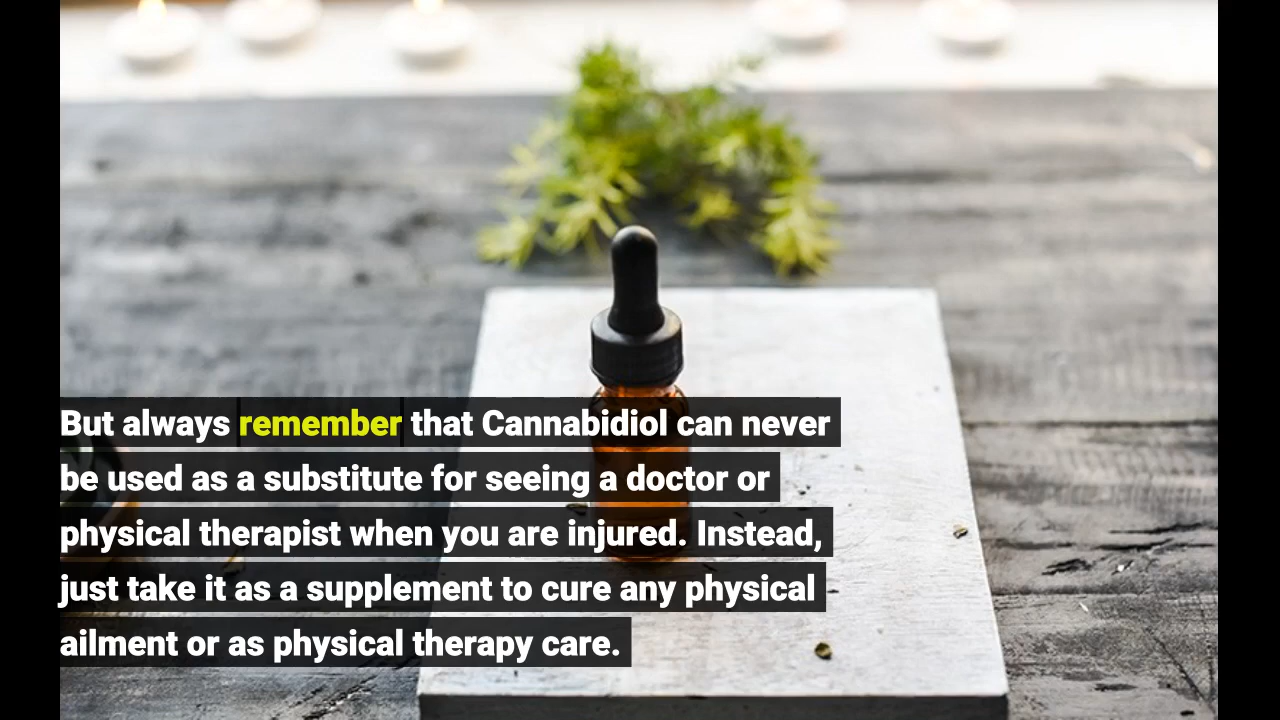 But always remember that Cannabidiol can never
be used as a substitute for seeing a doctor or
physical therapist when you are injured. Instead,
just take it as a supplement to cure any physical
ailment or as physical therapy care.